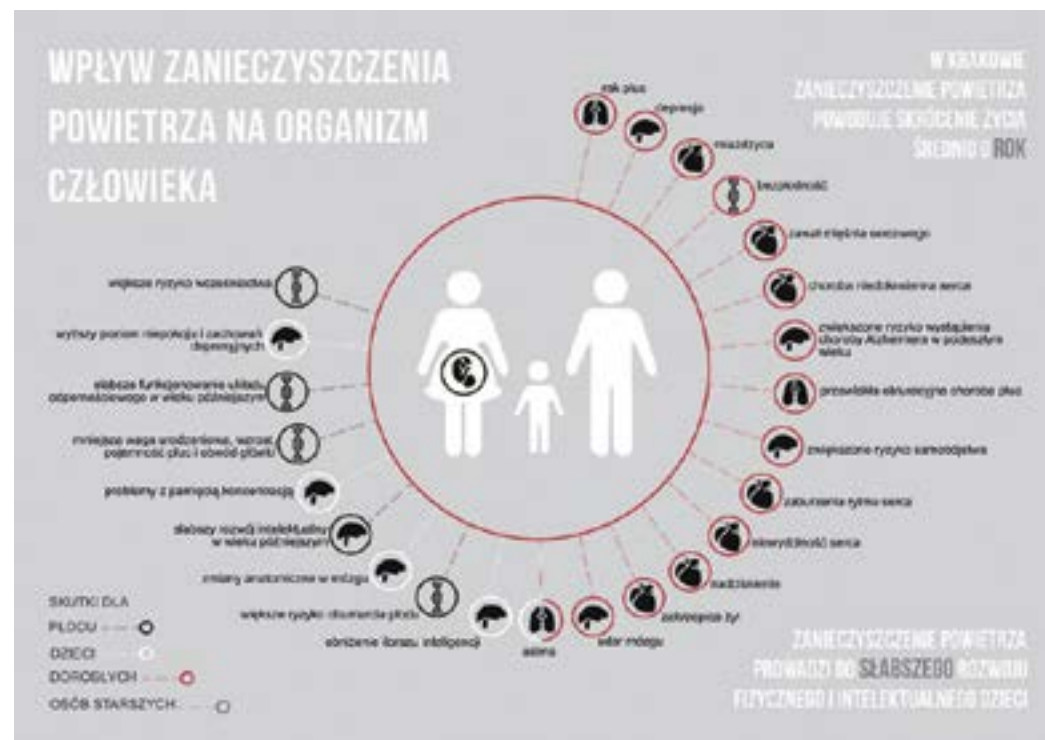 WPŁYW ZANIECZYSZCZENIA
POWIETRZA NA ORGANIZM
CZŁOWIEKA
W KRAKOWIE
ZANIECZYSZCZENIE POWIETRZA
POWODUJE SKRÓCENIE ŻYCIA
ŚREDNIO O ROK
rak płuc
depresja
miażdżyca
bezpłodność
zawał mięśnia sercowego
choroba niedokrwienna serca
zwiększone ryzyko wystąpienia
choroby Alzheimera w podeszłym
wieku
przewlekła obturacyjna choroba płuc
zwiększone ryzyko samobójstwa
zaburzenia rytmu serca
niewydolność serca
nadciśnienie
zakrzepica żył
udar mózgu
astma
obniżenie ilorazu inteligencji
większe ryzyko obumarcia płodu
zmiany anatomiczne w mózgu
słabszy rozwój intelektualny
w wieku późniejszym
problemy z pamięcią, koncentracją
mniejsza waga urodzeniowa, wzrost,
pojemność płuc i obwód główki
słabsze funkcjonowanie układu
odpornościowego w wieku późniejszym
wyższy poziom niepokoju i zachowań
depresyjnych
większe ryzyko wcześniactwa
SKUTKI DLA
PŁODU
DZIECI
DOROSŁYCH
OSÓB STARSZYCH
ZANIECZYSZCZENIE POWIETRZA
PROWADZI DO SŁABSZEGO ROZWOJU
FIZYCZNEGO I INTELEKTUALNEGO DZIECI